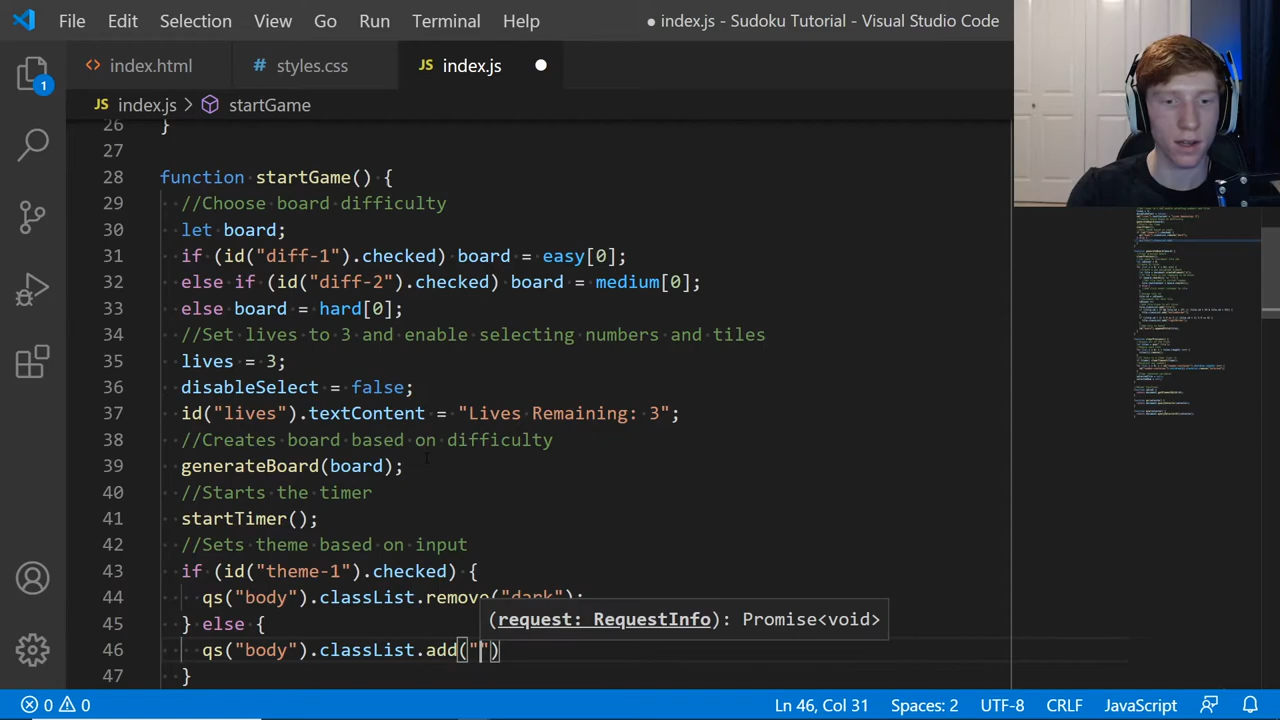 File Edit Selection View Go Run Terminal Help ● index.js - Sudoku Tutorial - Visual Studio Code
<> index.html # styles.css JS index.js ●
JS index.js > startGame
1
26 }
27
28 function startGame() {
29 //Choose board difficulty
30 let board;
31 if (id("diff-1").checked) board = easy[0];
32 else if (id("diff-2").checked) board = medium[0];
33 else board = hard[0];
34 //Set lives to 3 and enable selecting numbers and tiles
35 lives = 3;
36 disableSelect = false;
37 id("lives").textContent = "Lives Remaining: 3";
38 //Creates board based on difficulty
39 generateBoard(board);
40 //Starts the timer
41 startTimer();
42 //Sets theme based on input
43 if (id("theme-1").checked) {
44 qs("body").classList.remove("dark");
(request: RequestInfo): Promise<void>
45 } else {
46 qs("body").classList.add("")
47 }
0 0 Ln 46, Col 31 Spaces: 2 UTF-8 CRLF JavaScript